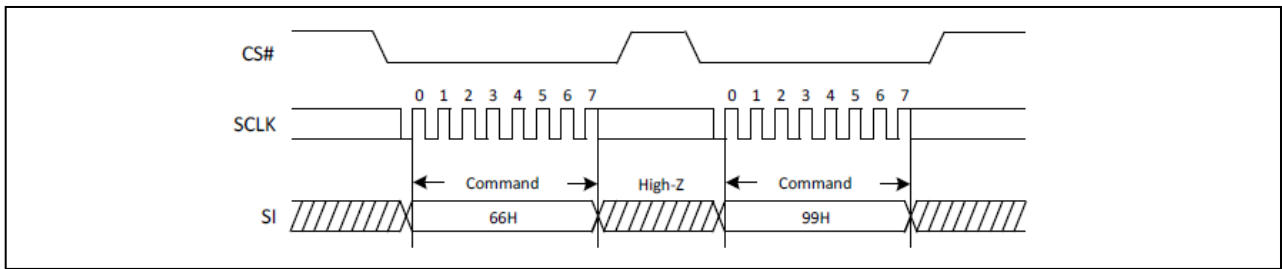 CS#
0 1 2 3 4 5 6 7 0 1 2 3 4 5 6 7
SCLK
Command High-Z Command
SI 66H 99H